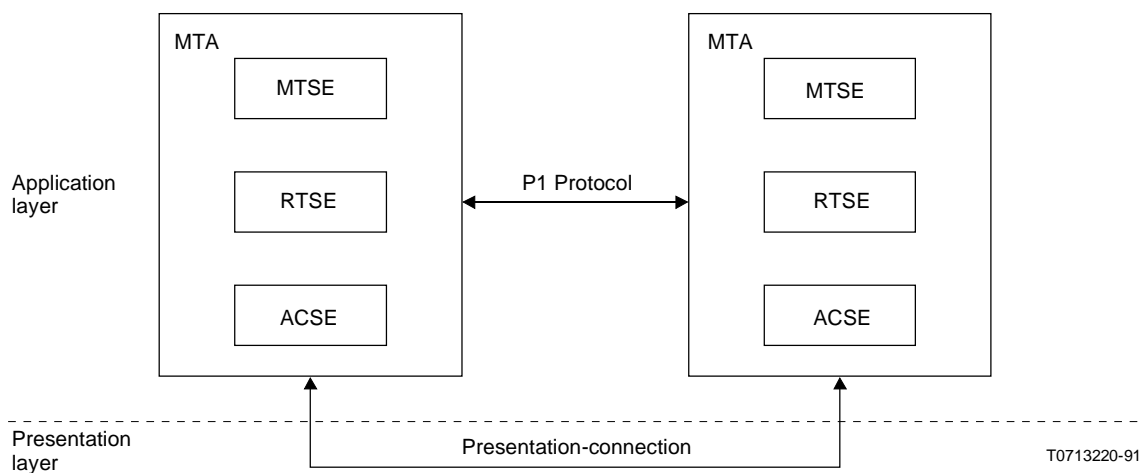 MTA
MTA
MTSE
MTSE
Application
layer
P1 Protocol
RTSE
RTSE
ACSE
ACSE
Presentation
layer
Presentation-connection
T0713220-91